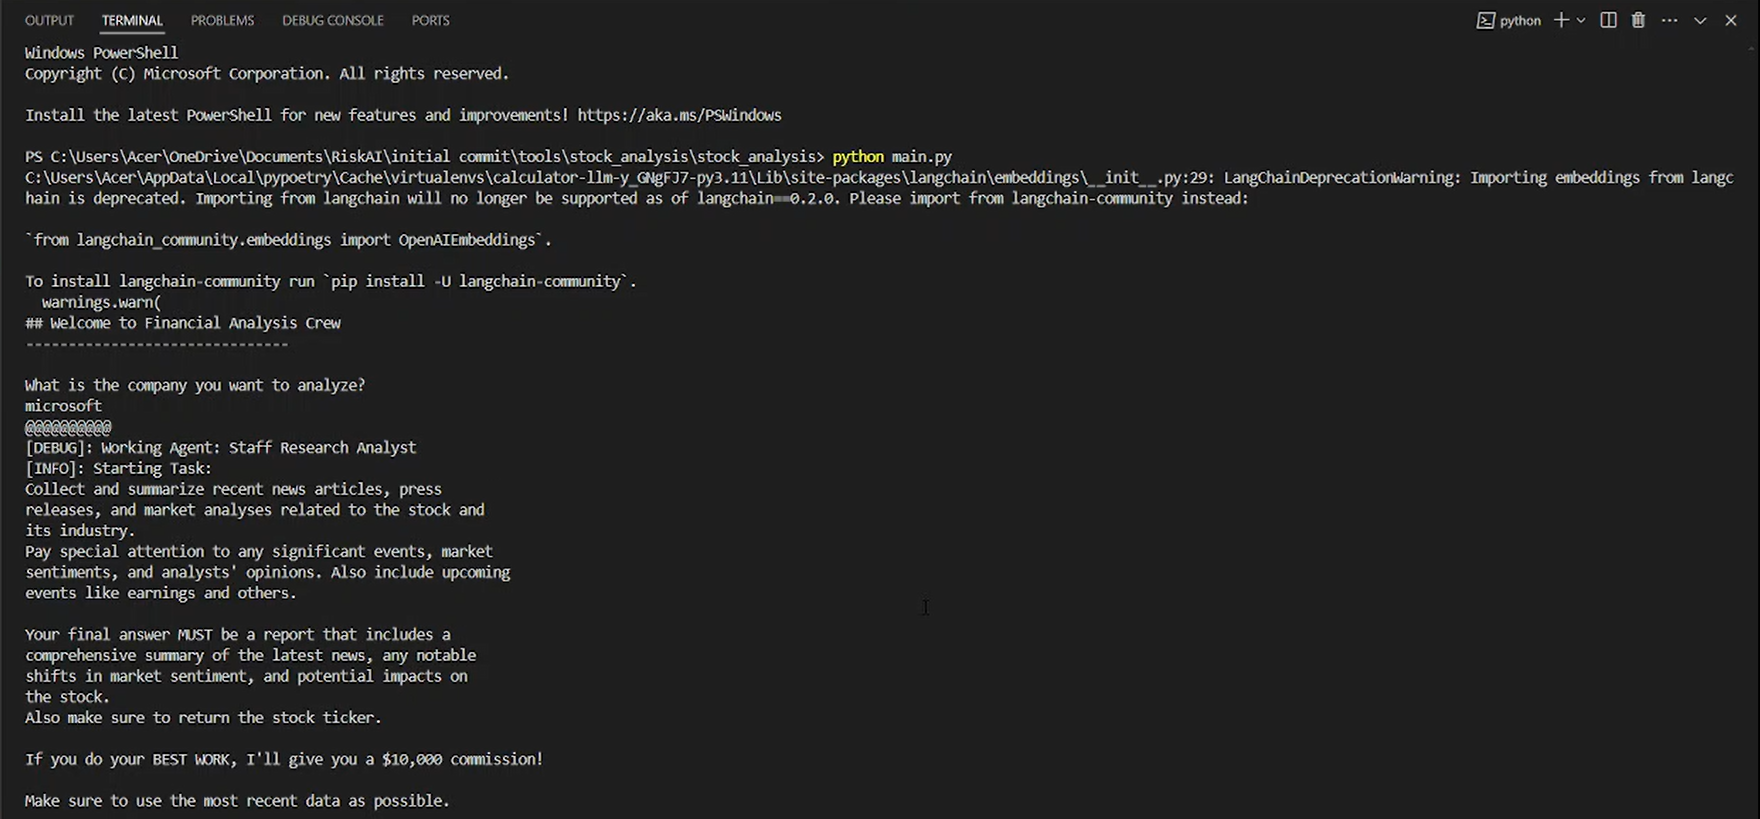 OUTPUT TERMINAL PROBLEMS DEBUG CONSOLE PORTS python
Windows PowerShell
Copyright (C) Microsoft Corporation. All rights reserved.
Install the latest PowerShell for new features and improvements! https://aka.ms/PSWindows
PS C:\Users\Acer\OneDrive\Documents\RiskAI\initial commit\tools\stock_analysis\stock_analysis> python main.py
C:\Users\Acer\AppData\Local\pypoetry\Cache\virtualenvs\calculator-llm-y_GNgFJ7-py3.11\Lib\site-packages\langchain\embeddings\__init__.py:29: LangChainDeprecationWarning: Importing embeddings from langc
hain is deprecated. Importing from langchain will no longer be supported as of langchain==0.2.0. Please import from langchain-community instead:
`from langchain_community.embeddings import OpenAIEmbeddings`.
To install langchain-community run `pip install -U langchain-community`.
warnings.warn(
## Welcome to Financial Analysis Crew
-------------------------------
What is the company you want to analyze?
microsoft
@@@@@@@@@@
[DEBUG]: Working Agent: Staff Research Analyst
[INFO]: Starting Task:
Collect and summarize recent news articles, press
releases, and market analyses related to the stock and
its industry.
Pay special attention to any significant events, market
sentiments, and analysts' opinions. Also include upcoming
events like earnings and others.
Your final answer MUST be a report that includes a
comprehensive summary of the latest news, any notable
shifts in market sentiment, and potential impacts on
the stock.
Also make sure to return the stock ticker.
If you do your BEST WORK, I'll give you a $10,000 commission!
Make sure to use the most recent data as possible.